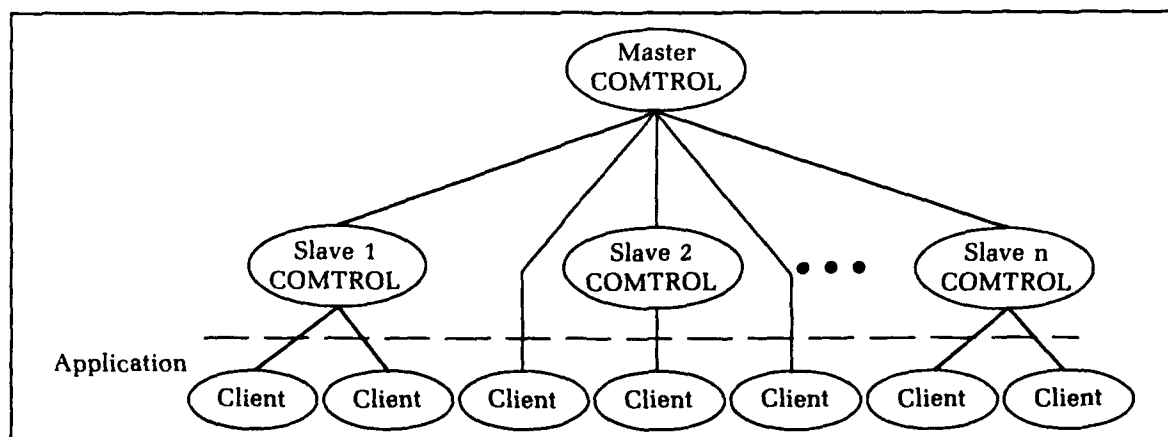 Master
COMTROL
Slave 1
COMTROL
Slave 2
COMTROL
Slave n
COMTROL
Application
Client
Client
Client
Client
Client
Client
Client